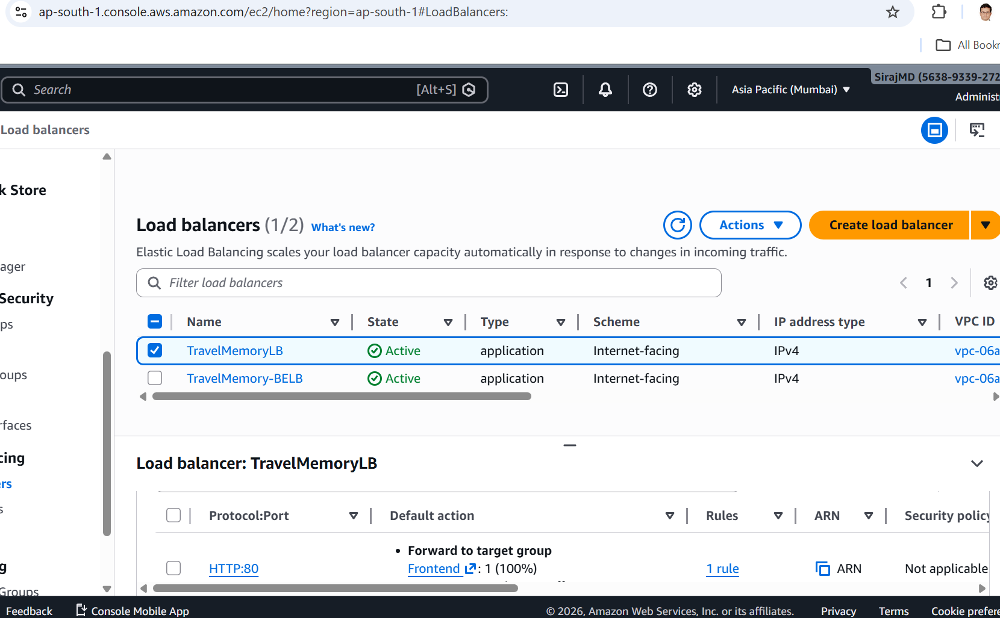 ap-south-1.console.aws.amazon.com/ec2/home?region=ap-south-1#LoadBalancers:
All Bookr
Search [Alt+S] Asia Pacific (Mumbai) SirajMD (5638-9339-272
Administ
Load balancers
k Store
ager
Security
ps
oups
rfaces
cing
ers
s
g
Groups
Load balancers (1/2) What's new? Actions Create load balancer
Elastic Load Balancing scales your load balancer capacity automatically in response to changes in incoming traffic.
Filter load balancers 1
Name State Type Scheme IP address type VPC ID
TravelMemoryLB Active application Internet-facing IPv4 vpc-06a
TravelMemory-BELB Active application Internet-facing IPv4 vpc-06a
Load balancer: TravelMemoryLB
Protocol:Port Default action Rules ARN Security policy
• Forward to target group
HTTP:80 Frontend : 1 (100%) 1 rule ARN Not applicable
Feedback Console Mobile App © 2026, Amazon Web Services, Inc. or its affiliates. Privacy Terms Cookie prefere